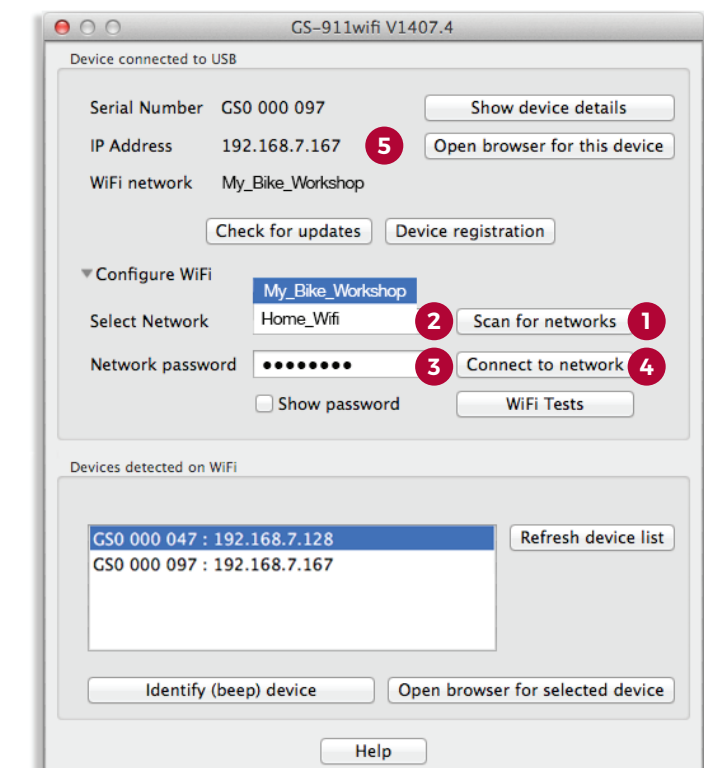 GS-911wifi V1407.4
Device connected to USB
Serial Number GS0 000 097 Show device details
IP Address 192.168.7.167 5 Open browser for this device
WiFi network My_Bike_Workshop
Check for updates Device registration
Configure WiFi
My_Bike_Workshop
Select Network Home_Wifi 2 Scan for networks 1
Network password ●●●●●●●● 3 Connect to network 4
Show password WiFi Tests
Devices detected on WiFi
GS0 000 047 : 192.168.7.128 Refresh device list
GS0 000 097 : 192.168.7.167
Identify (beep) device Open browser for selected device
Help